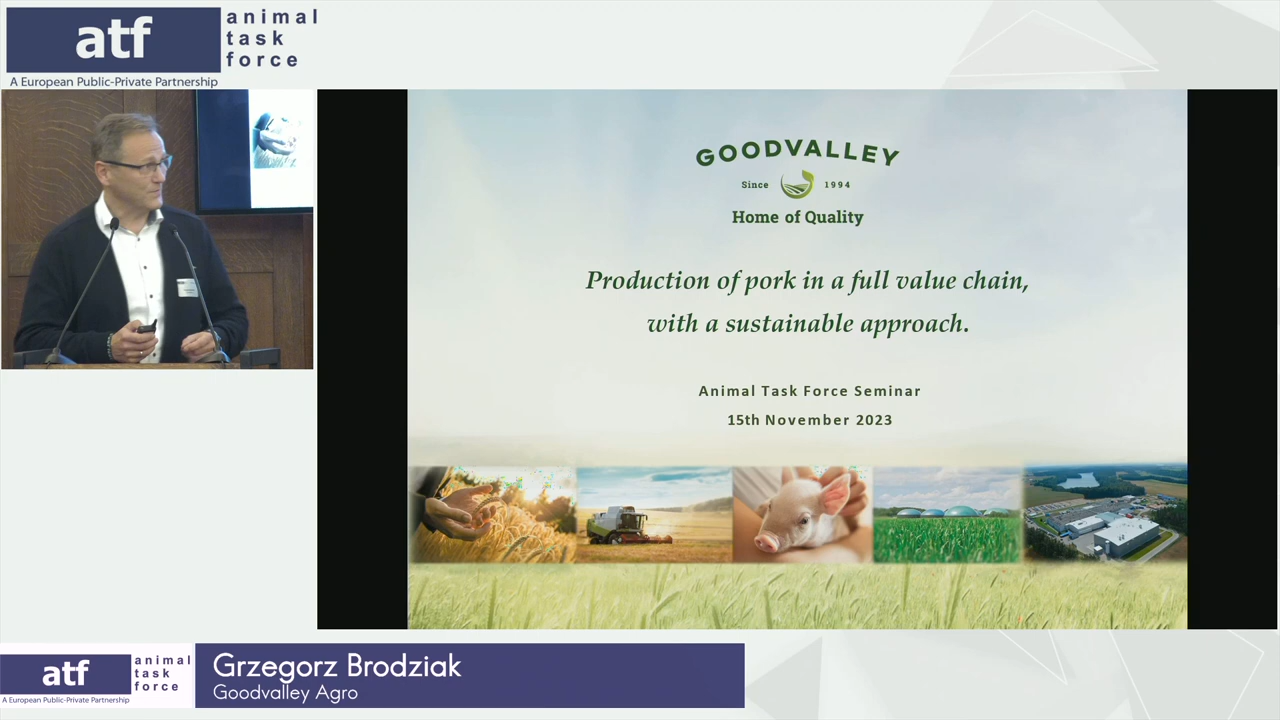 atf
animal
task
force
A European Public-Private Partnership
GOODVALLEY
Since 1994
Home of Quality
Production of pork in a full value chain,
with a sustainable approach.
Animal Task Force Seminar
15th November 2023
atf
animal
task
force
A European Public-Private Partnership
Grzegorz Brodziak
Goodvalley Agro